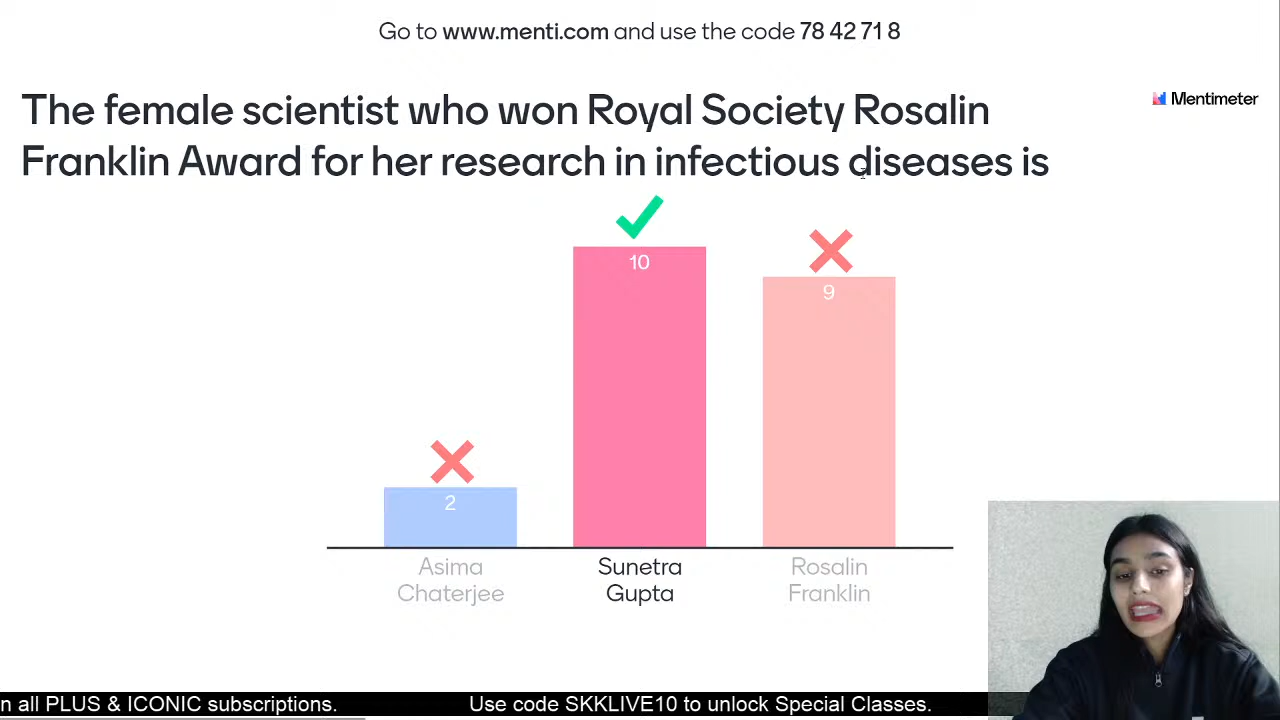 Go to www.menti.com and use the code 78 42 71 8
The female scientist who won Royal Society Rosalin
Franklin Award for her research in infectious diseases is
Mentimeter
10
9
2
Asima
Chaterjee
Sunetra
Gupta
Rosalin
Franklin
n all PLUS & ICONIC subscriptions. Use code SKKLIVE10 to unlock Special Classes.